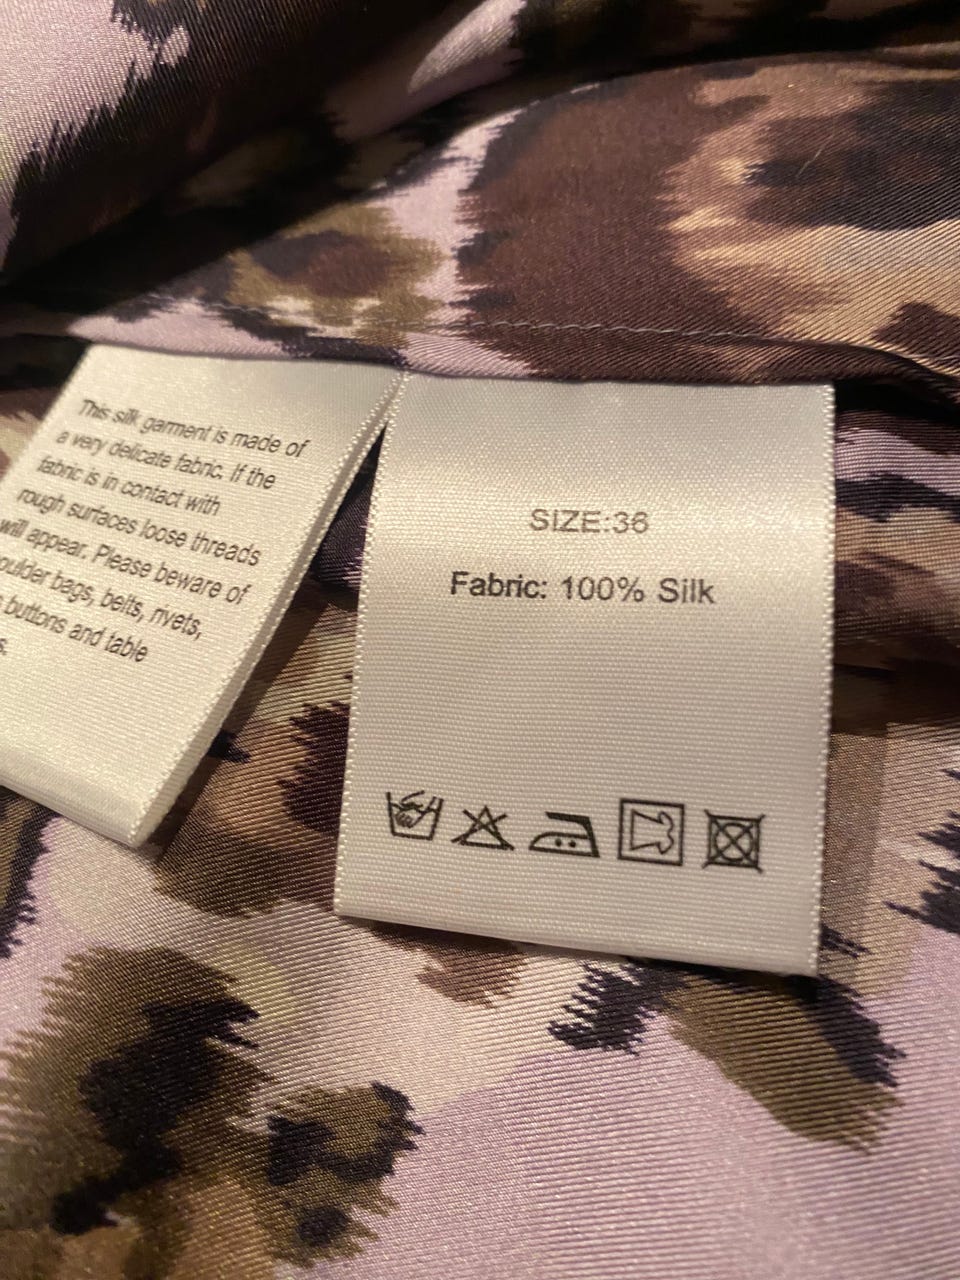 This silk garment is made of
a very delicate fabric. If the
fabric is in contact with
rough surfaces loose threads
will appear. Please beware of
bags, belts, rivets,
buttons and table
SIZE:36
Fabric: 100% Silk